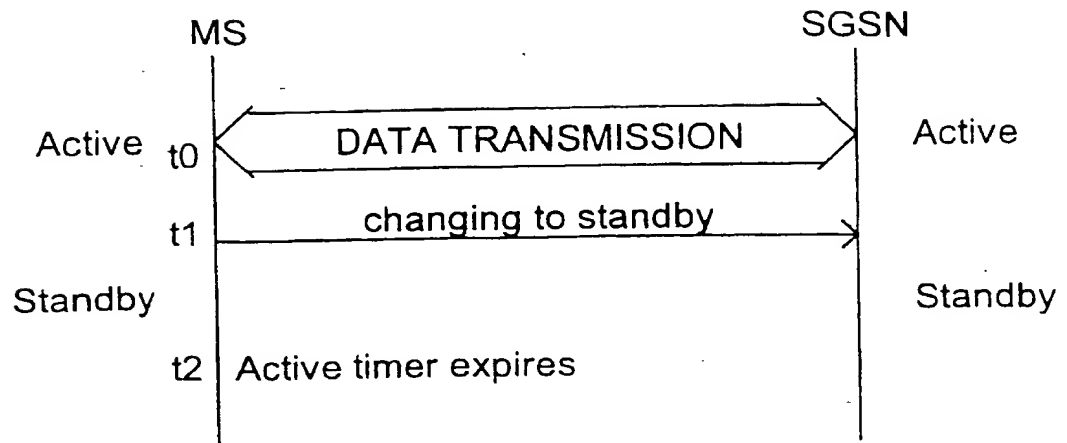 MS SGSN
Active t0 DATA TRANSMISSION Active
t1 changing to standby
Standby Standby
t2 Active timer expires